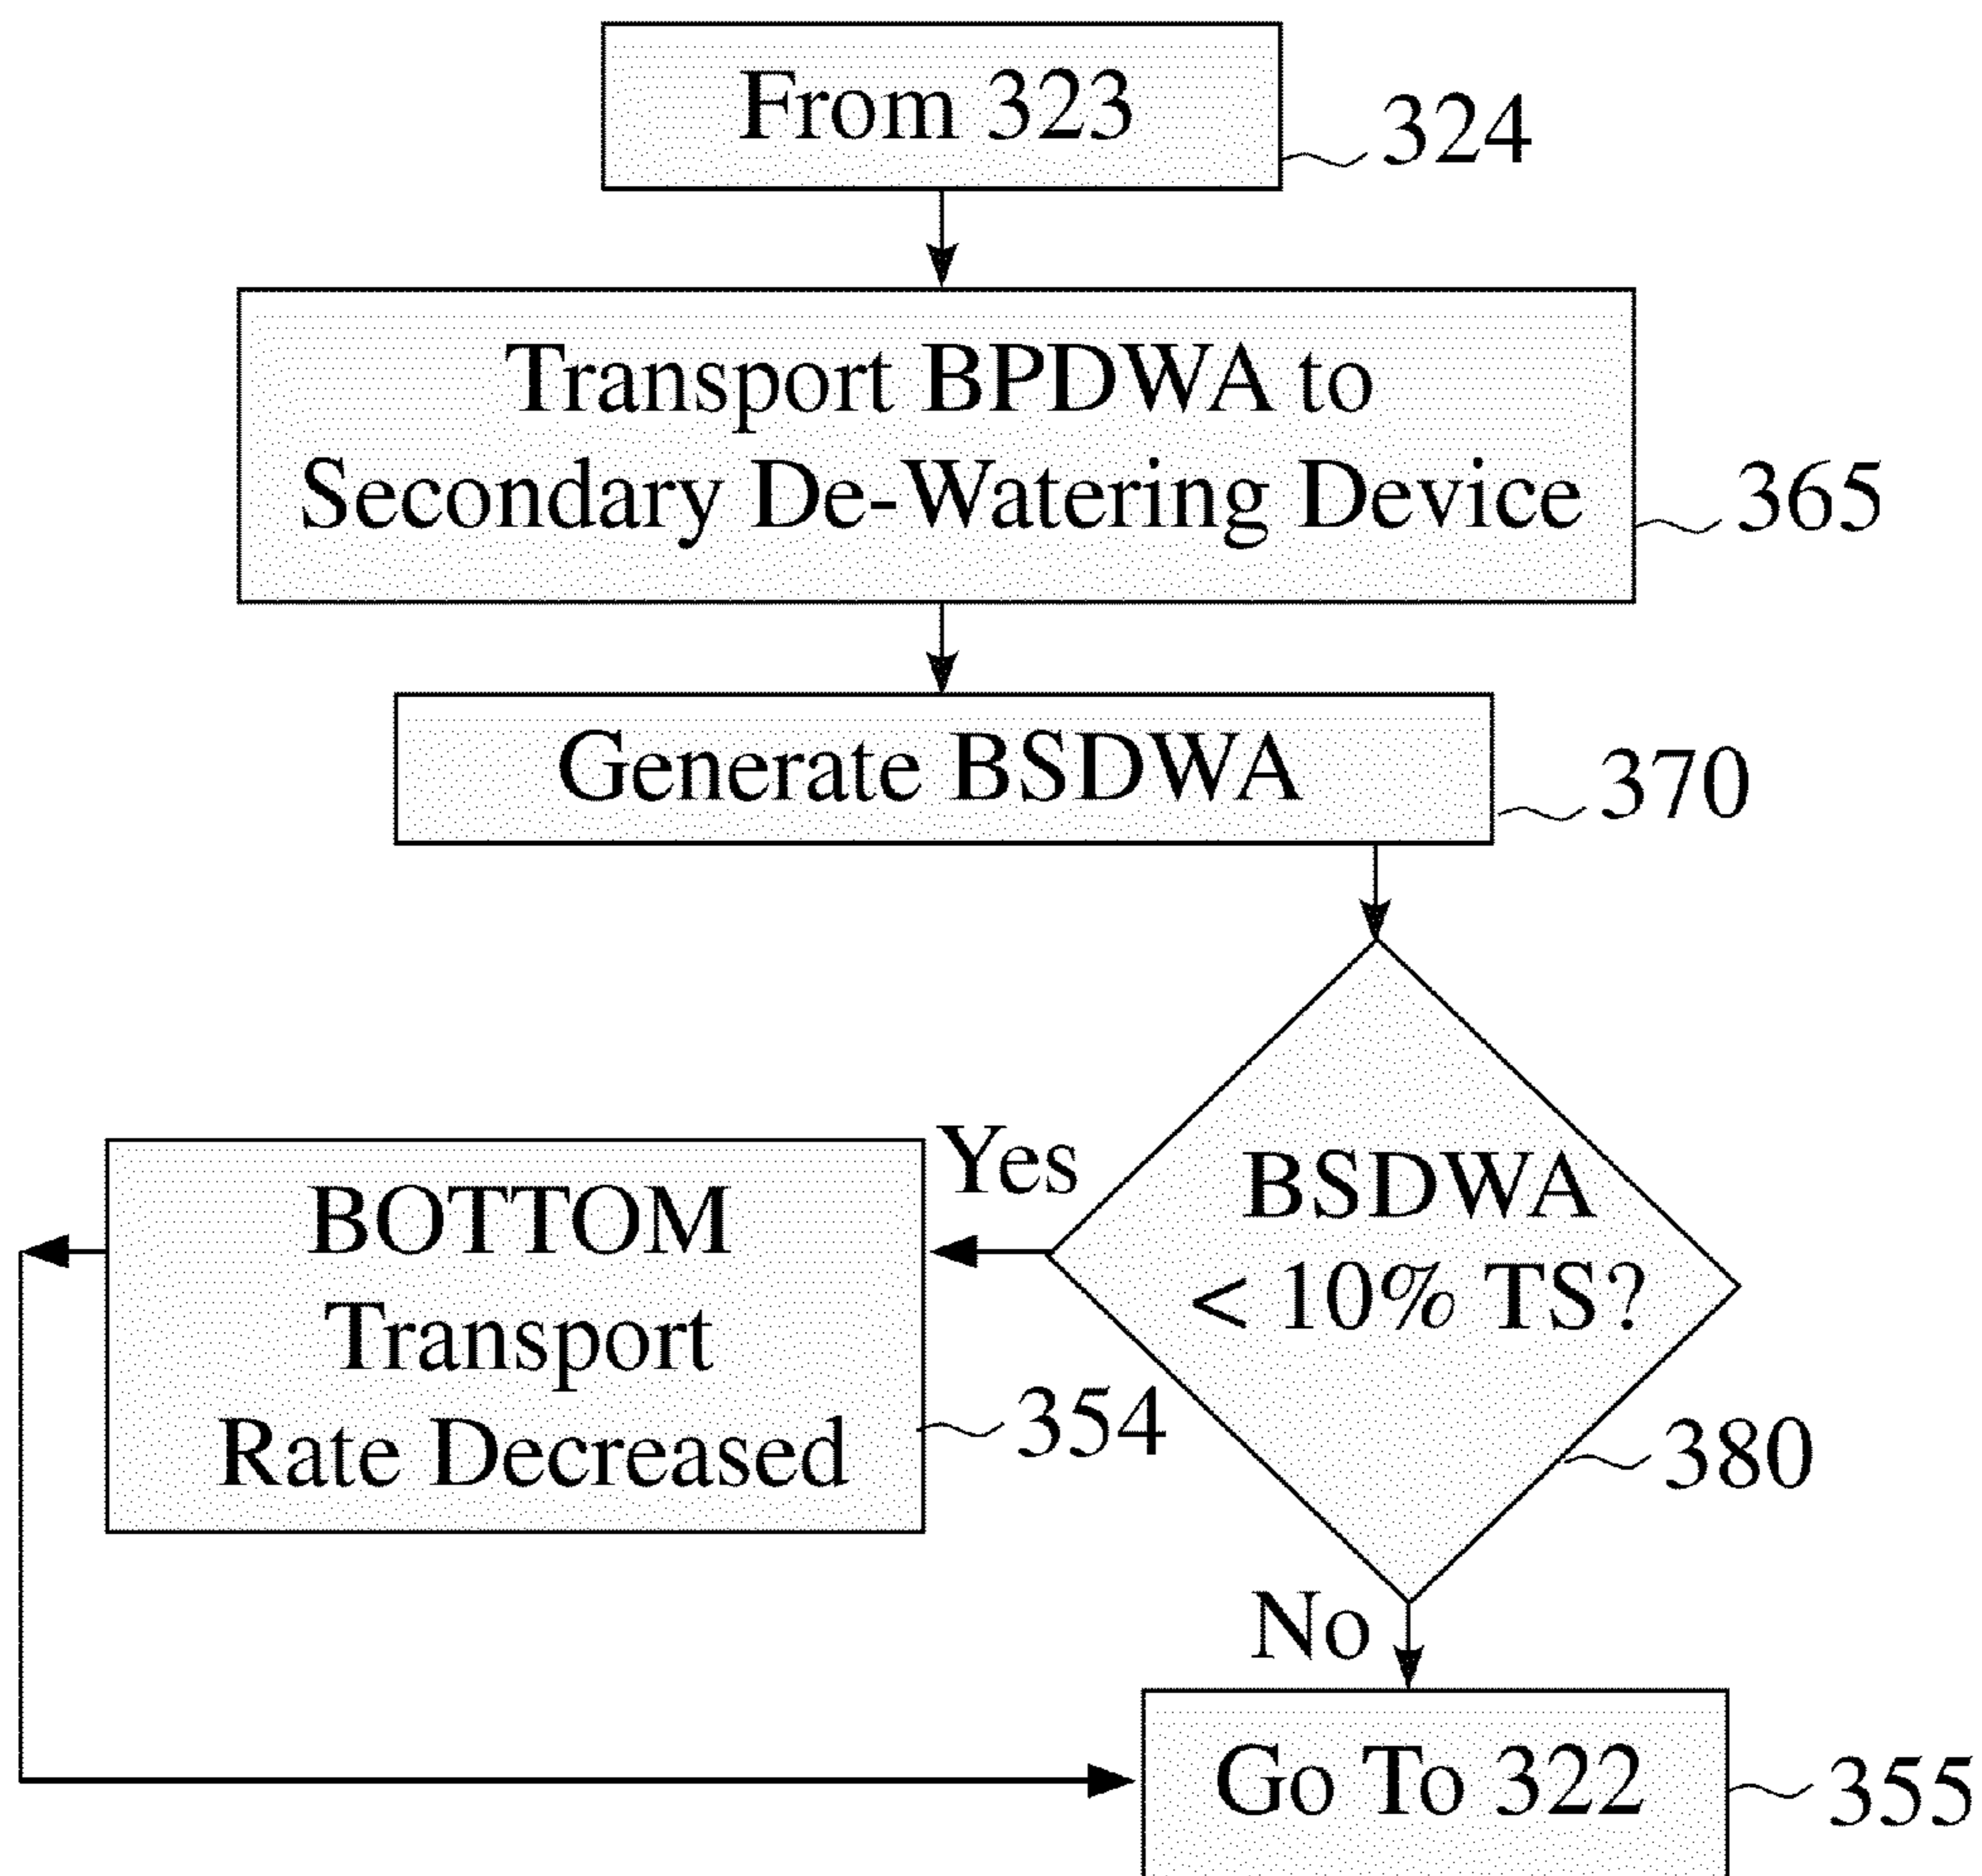 From 323
324
Transport BPDWA to
Secondary De-Watering Device
365
Generate BSDWA
370
BSDWA
< 10% TS?
380
Yes
BOTTOM
Transport
Rate Decreased
354
No
Go To 322
355